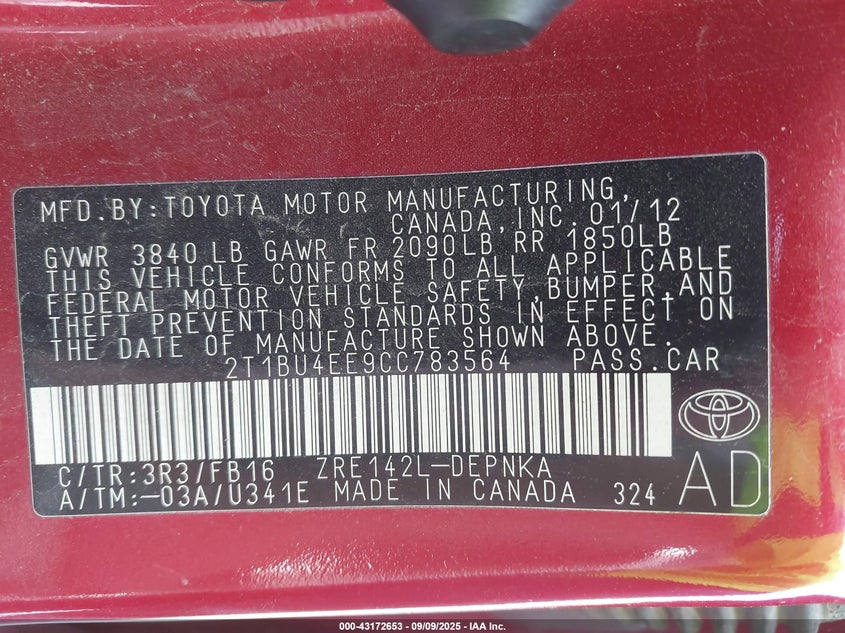 MFD.BY:TOYOTA MOTOR MANUFACTURING,
CANADA,INC. 01/12
GVWR 3840 LB GAWR FR 2090LB RR 1850LB
THIS VEHICLE CONFORMS TO ALL APPLICABLE
FEDERAL MOTOR VEHICLE SAFETY,BUMPER,AND
THEFT PREVENTION STANDARDS IN EFFECT ON
THE DATE OF MANUFACTURE SHOWN ABOVE.
2T1BU4EE9CC783564 PASS.CAR
C/TR:3R3/FB16 ZRE142L-DEPNKA
A/TM:-03A/U341E MADE IN CANADA 324
AD
000-43172653 - 09/09/2025 - IAA Inc.